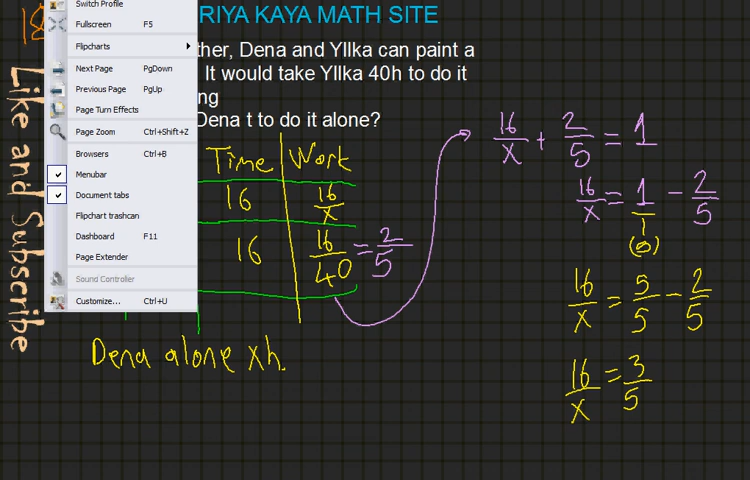 Switch Profile
Fullscreen F5
Flipcharts
Next Page PgDown
Previous Page PgUp
Page Turn Effects
Page Zoom Ctrl+Shift+Z
Browsers Ctrl+B
Menubar
Document tabs
Flipchart trashcan
Dashboard F11
Page Extender
Sound Controller
Customize... Ctrl+U
Like and Subscribe
RIYA KAYA MATH SITE
ther, Dena and Yllka can paint a
It would take Yllka 40h to do it
ng
Dena t to do it alone?
Time Work
16 16/x
16 16/40 = 2/5
Dena alone xh.
16/x + 2/5 = 1
16/x = 1/1 - 2/5
(5)
16/x = 5/5 - 2/5
16/x = 3/5